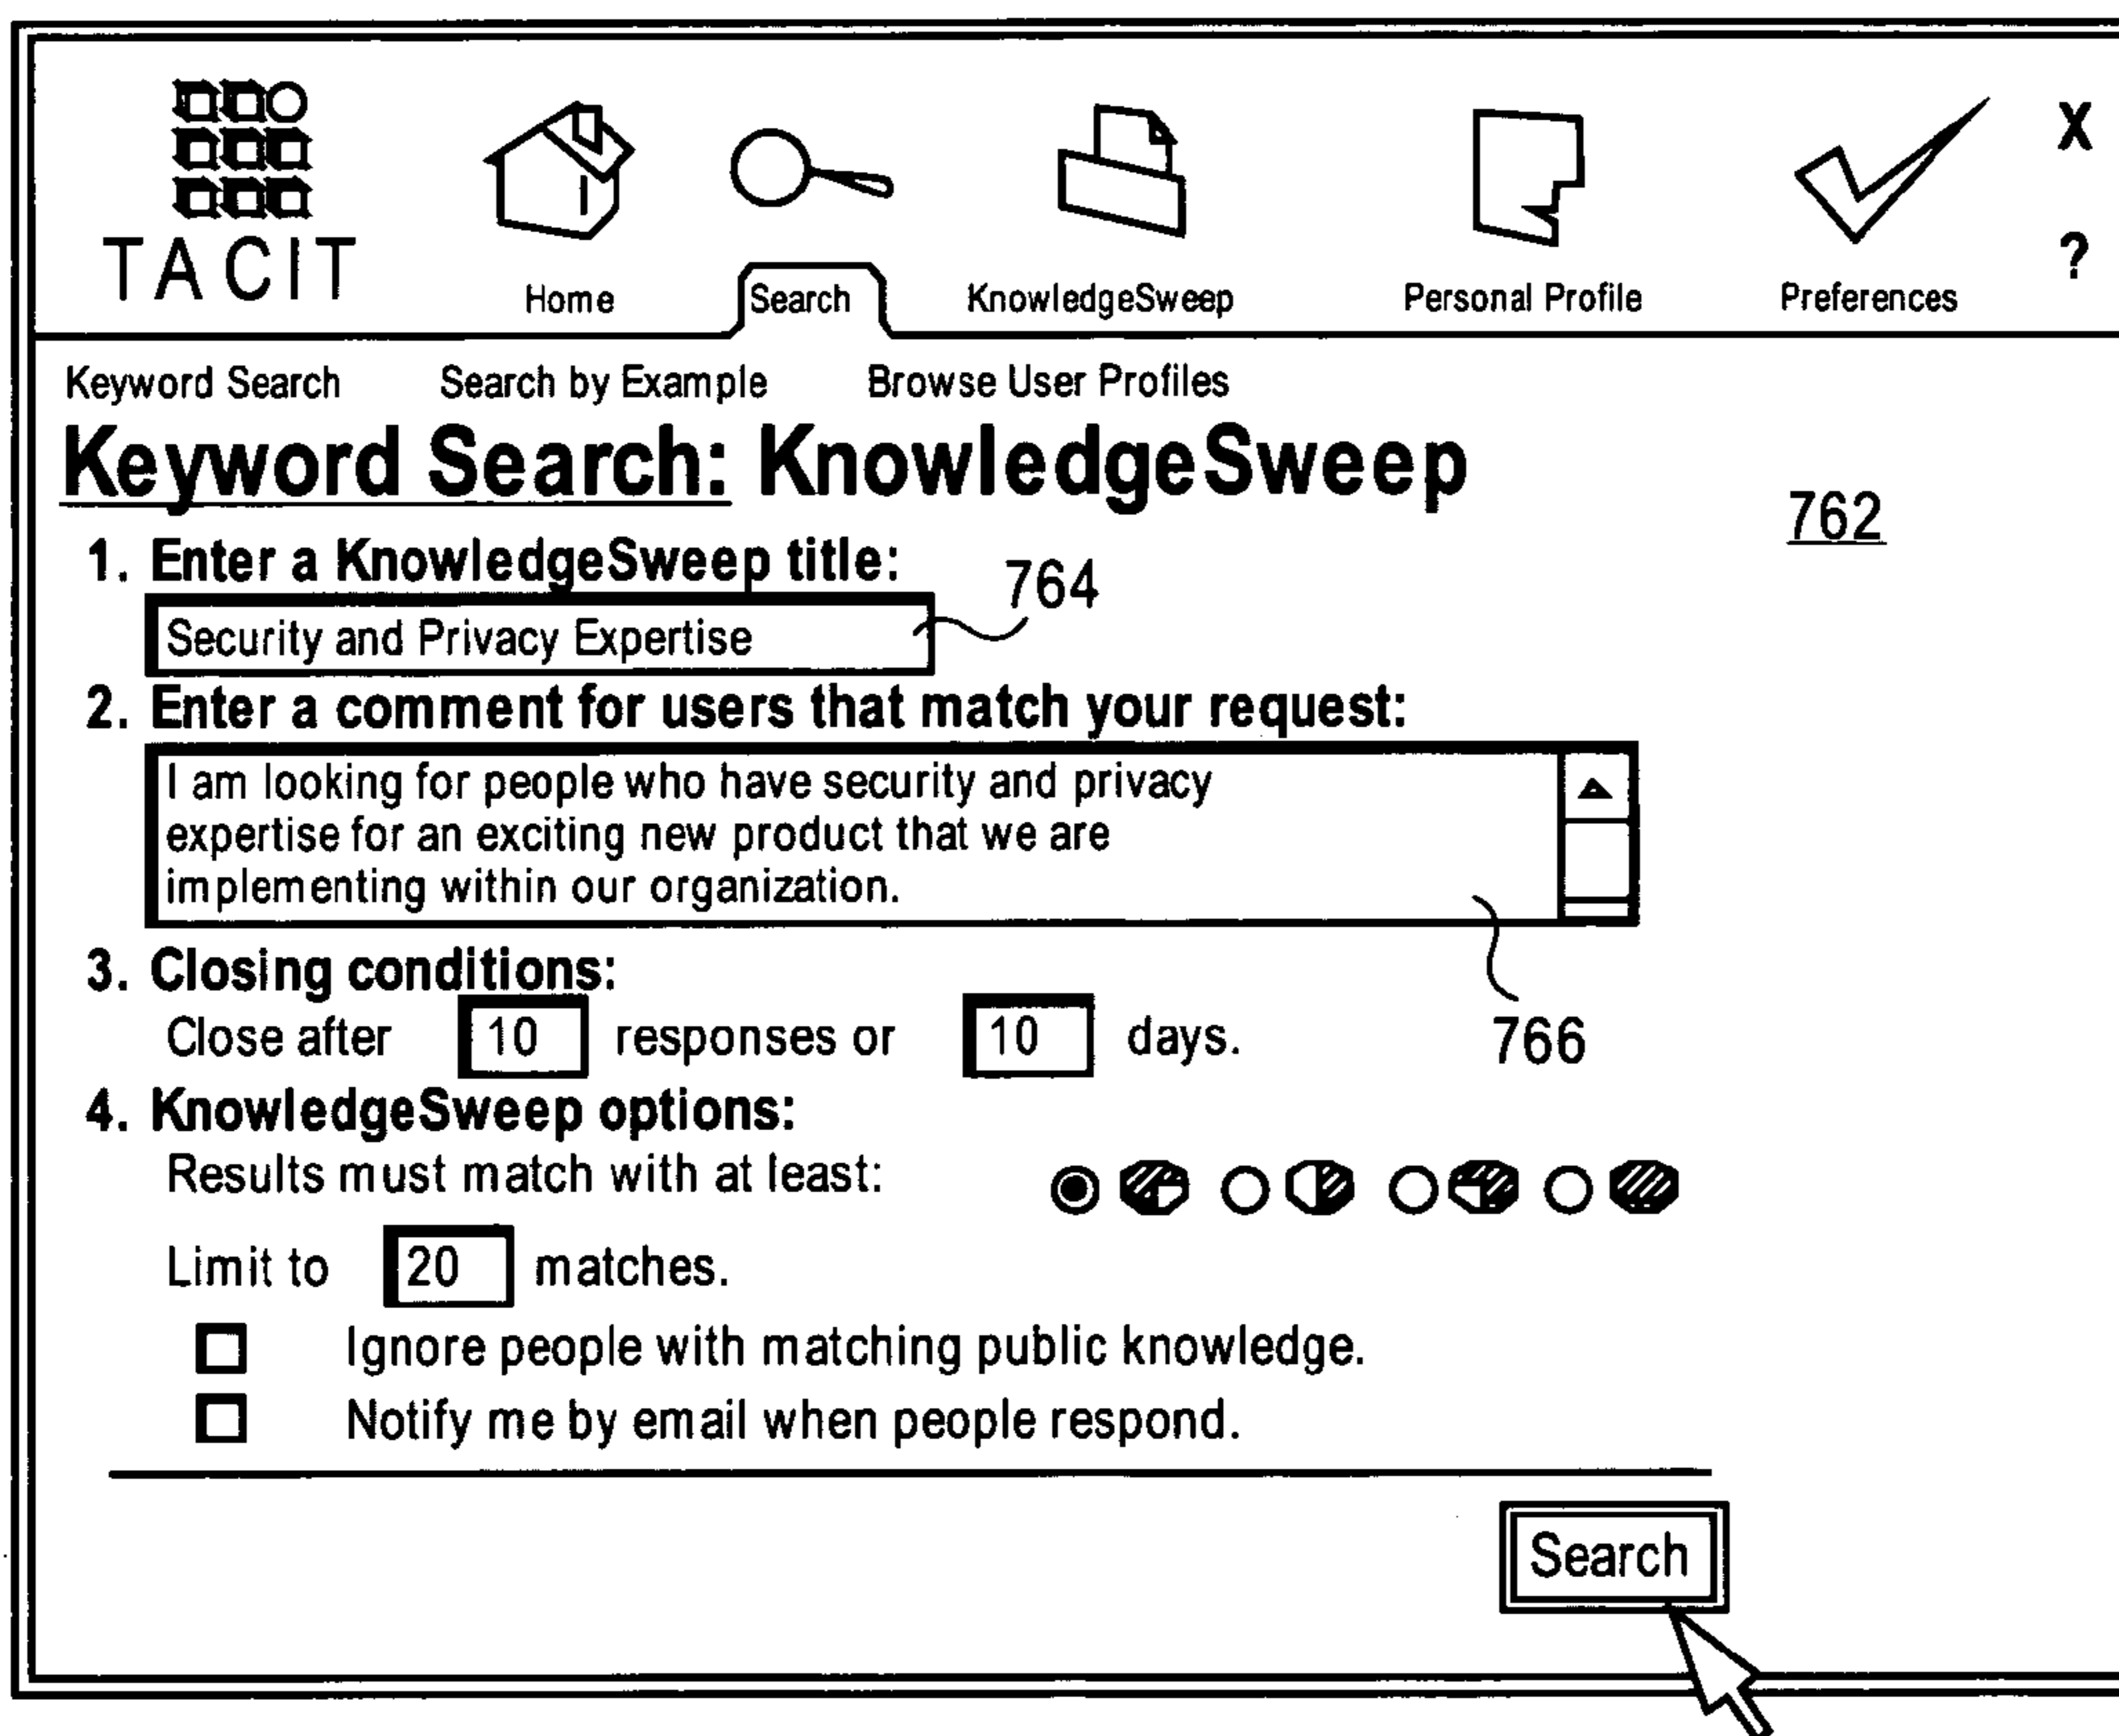 TACIT
Home Search KnowledgeSweep Personal Profile Preferences
X
?
Keyword Search Search by Example Browse User Profiles
Keyword Search: KnowledgeSweep
762
1. Enter a KnowledgeSweep title:
764
Security and Privacy Expertise
2. Enter a comment for users that match your request:
I am looking for people who have security and privacy
expertise for an exciting new product that we are
implementing within our organization.
766
3. Closing conditions:
Close after 10 responses or 10 days.
4. KnowledgeSweep options:
Results must match with at least:
Limit to 20 matches.
Ignore people with matching public knowledge.
Notify me by email when people respond.
Search